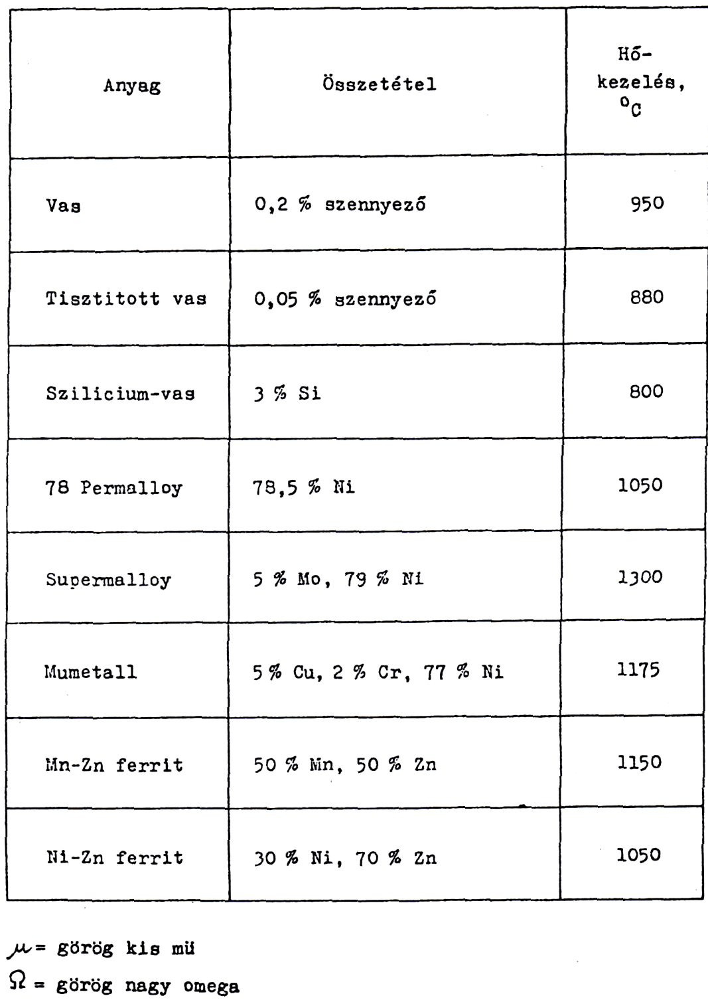 Anyag Összetétel Hő-
kezelés,
°C
Vas 0,2 % szennyező 950
Tisztitott vas 0,05 % szennyező 880
Szilicium-vas 3 % Si 800
78 Permalloy 78,5 % Ni 1050
Supermalloy 5 % Mo, 79 % Ni 1300
Mumetall 5 % Cu, 2 % Cr, 77 % Ni 1175
Mn-Zn ferrit 50 % Mn, 50 % Zn 1150
Ni-Zn ferrit 30 % Ni, 70 % Zn 1050
μ = görög kis mü
Ω = görög nagy omega